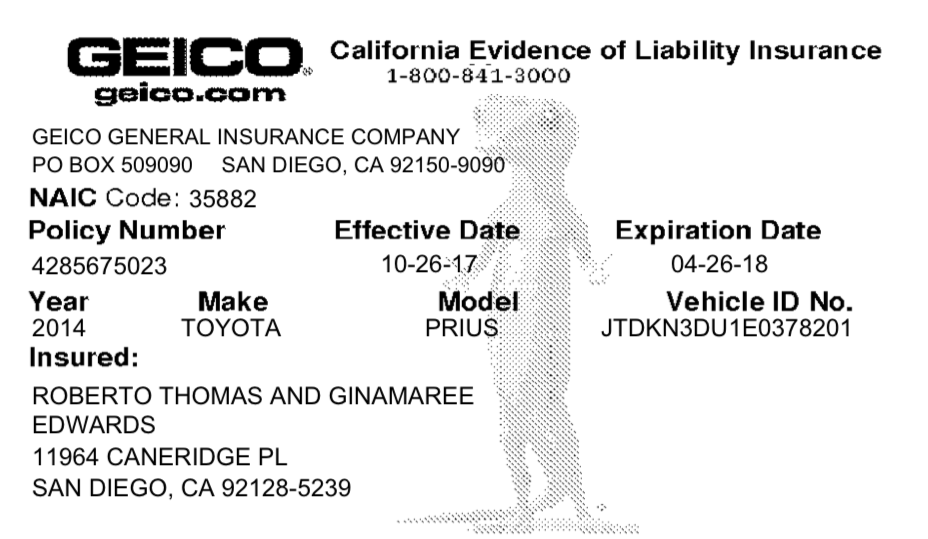 GEICO® California Evidence of Liability Insurance
geico.com 1-800-841-3000
GEICO GENERAL INSURANCE COMPANY
PO BOX 509090 SAN DIEGO, CA 92150-9090
NAIC Code: 35882
Policy Number Effective Date Expiration Date
4285675023 10-26-17 04-26-18
Year Make Model Vehicle ID No.
2014 TOYOTA PRIUS JTDKN3DU1E0378201
Insured:
ROBERTO THOMAS AND GINAMAREE
EDWARDS
11964 CANERIDGE PL
SAN DIEGO, CA 92128-5239